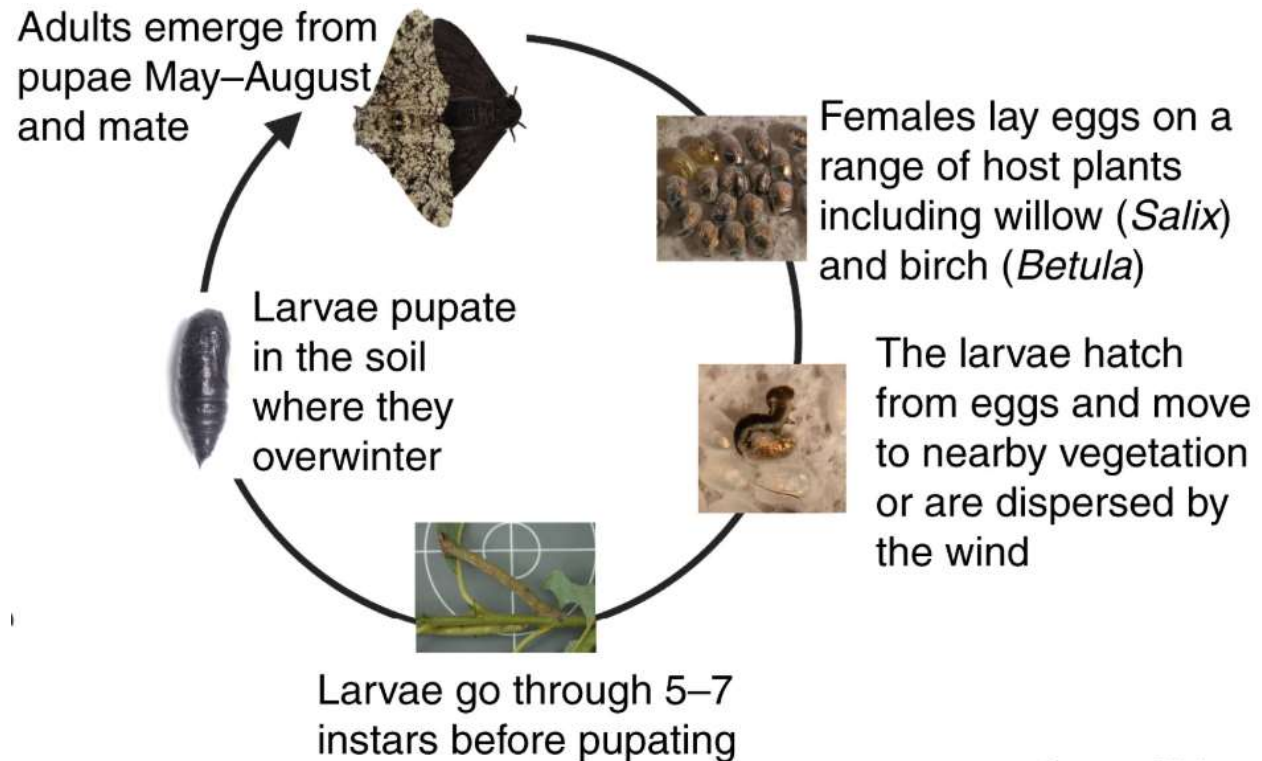 Adults emerge from
pupae May–August
and mate
Females lay eggs on a
range of host plants
including willow (Salix)
and birch (Betula)
The larvae hatch
from eggs and move
to nearby vegetation
or are dispersed by
the wind
Larvae go through 5–7
instars before pupating
Larvae pupate
in the soil
where they
overwinter